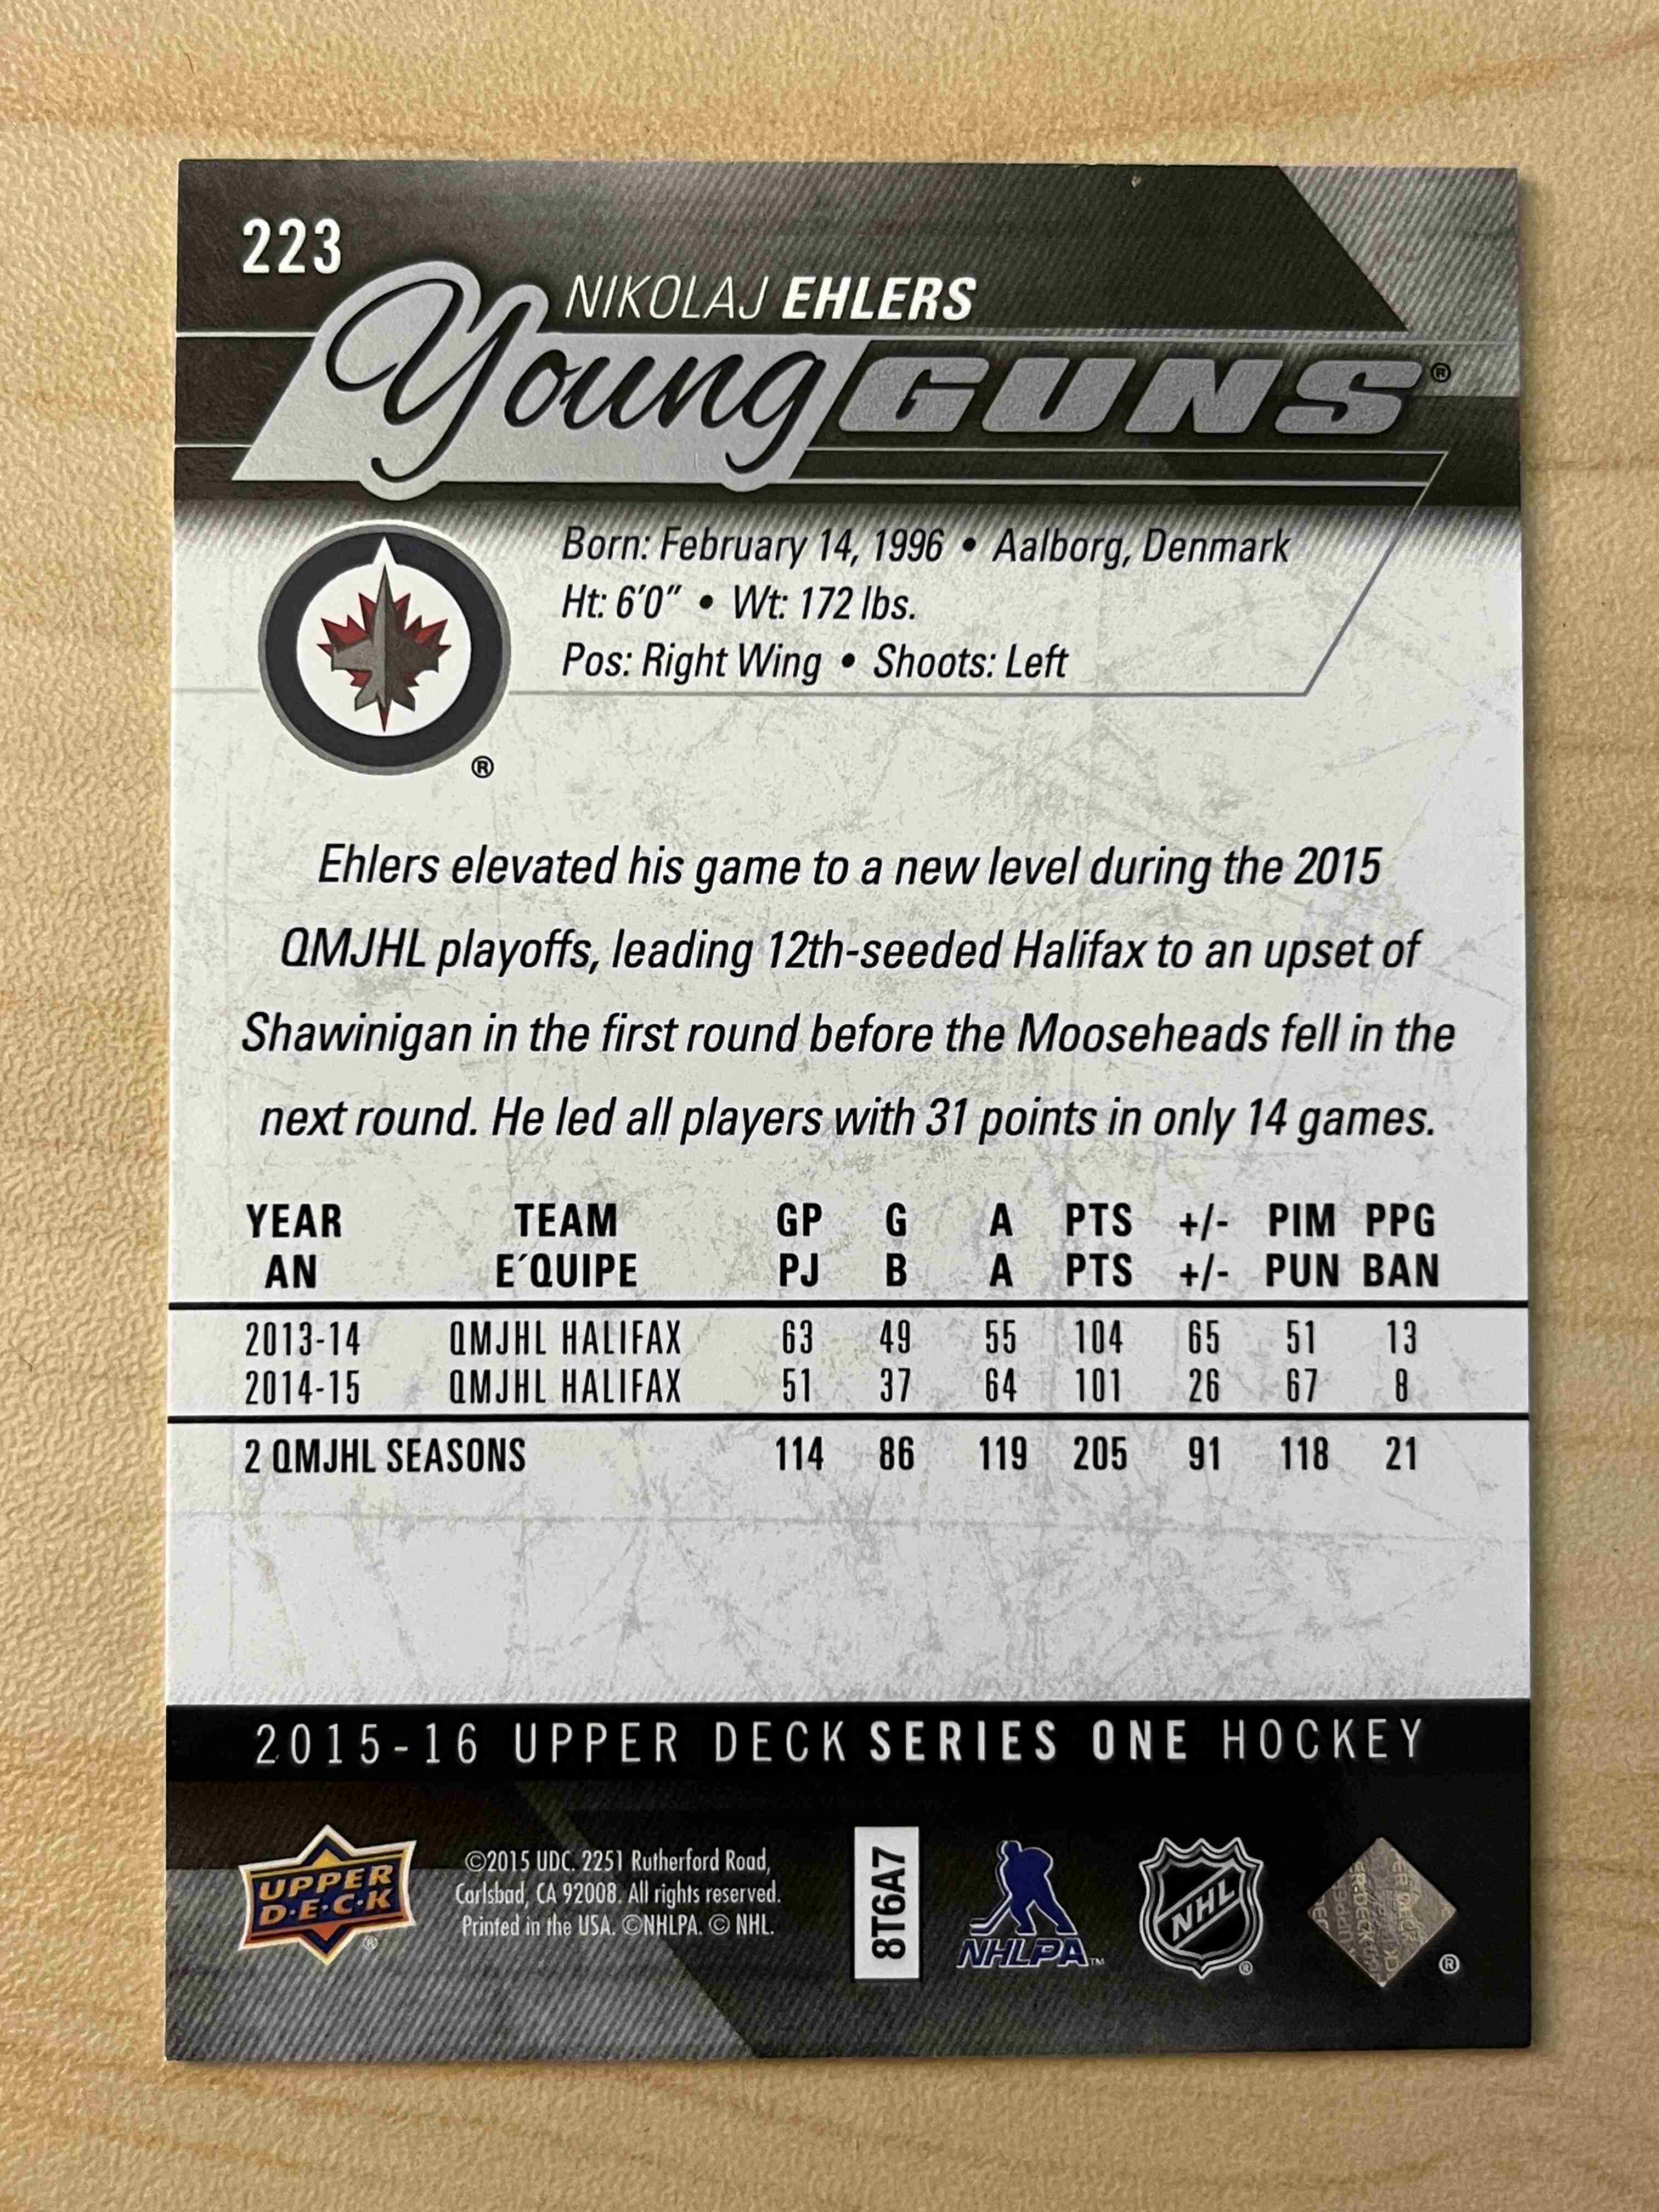 223
NIKOLAJ EHLERS
Young GUNS®
Born: February 14, 1996 • Aalborg, Denmark
Ht: 6'0" • Wt: 172 lbs.
Pos: Right Wing • Shoots: Left
®
Ehlers elevated his game to a new level during the 2015
QMJHL playoffs, leading 12th-seeded Halifax to an upset of
Shawinigan in the first round before the Mooseheads fell in the
next round. He led all players with 31 points in only 14 games.
YEAR TEAM GP G A PTS +/- PIM PPG
AN E´QUIPE PJ B A PTS +/- PUN BAN
2013-14 QMJHL HALIFAX 63 49 55 104 65 51 13
2014-15 QMJHL HALIFAX 51 37 64 101 26 67 8
2 QMJHL SEASONS 114 86 119 205 91 118 21
2015-16 UPPER DECK SERIES ONE HOCKEY
UPPER
D·E·C·K
®
©2015 UDC. 2251 Rutherford Road,
Carlsbad, CA 92008. All rights reserved.
Printed in the USA. ©NHLPA. © NHL.
8T6A7
NHLPA™
NHL
®
®